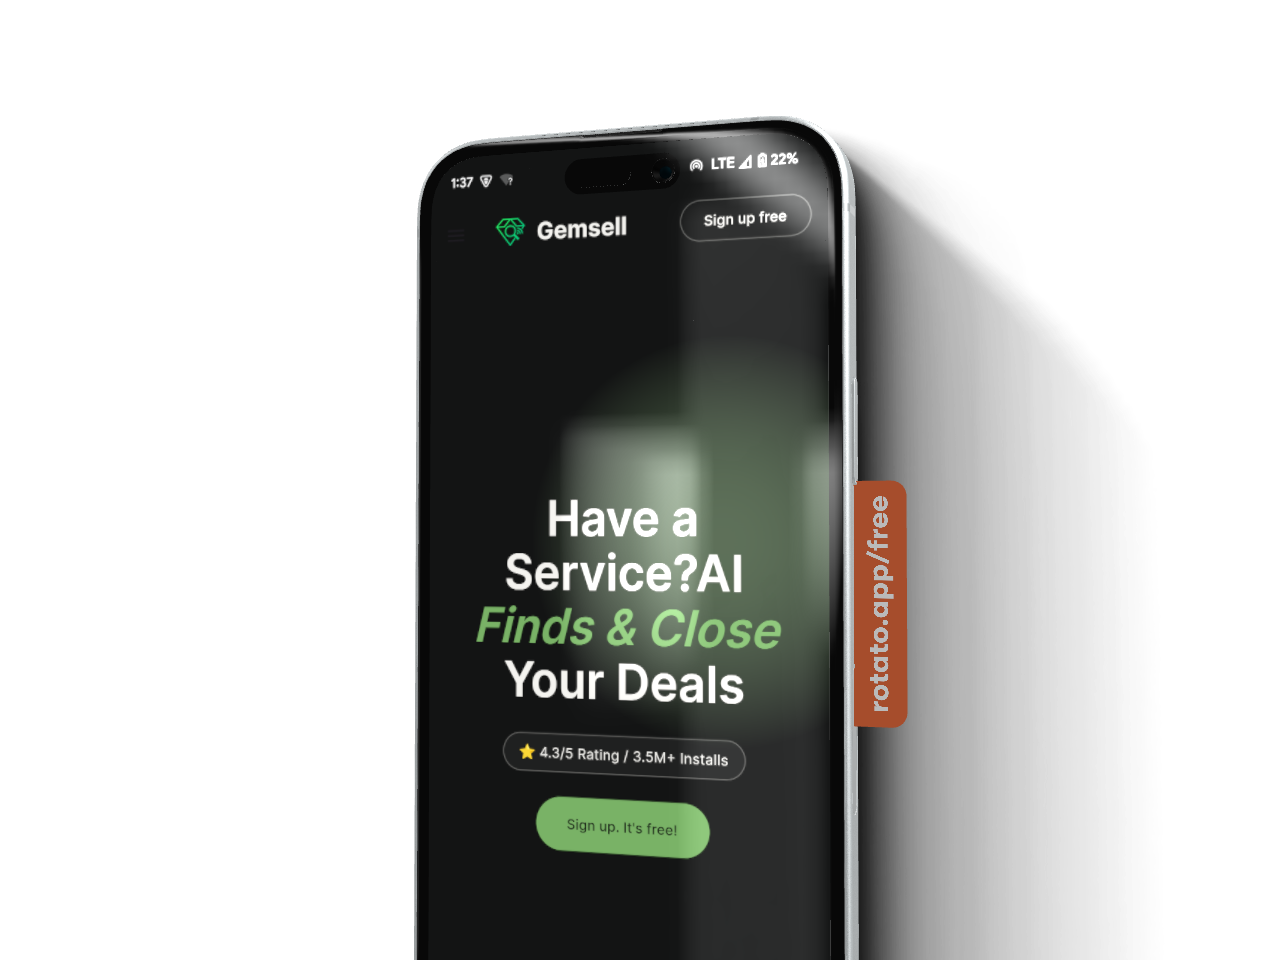 1:37
LTE 22%
Gemsell
Sign up free
Have a
Service?AI
Finds & Close
Your Deals
⭐ 4.3/5 Rating / 3.5M+ Installs
Sign up. It's free!
rotato.app/free